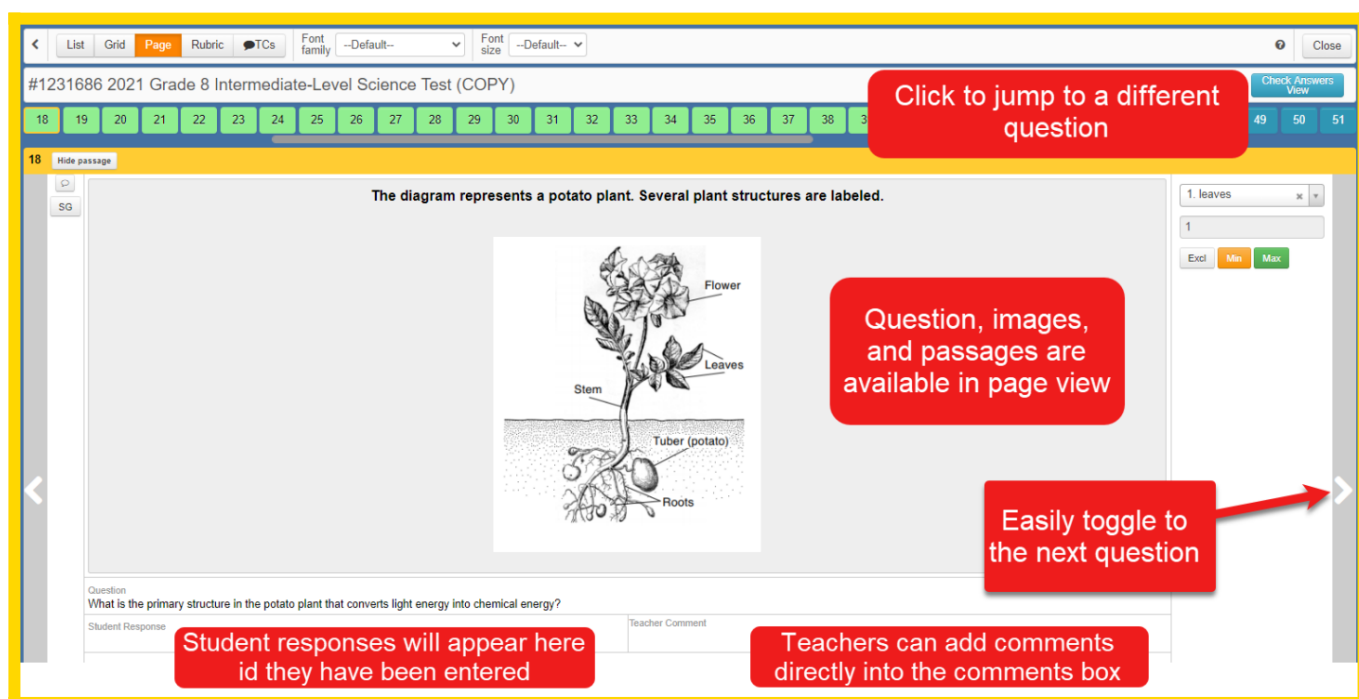 List Grid Page Rubric TCs Font family --Default-- Font size --Default-- Close
#1231686 2021 Grade 8 Intermediate-Level Science Test (COPY)
Check Answers View
Click to jump to a different
question
18 19 20 21 22 23 24 25 26 27 28 29 30 31 32 33 34 35 36 37 38 49 50 51
18 Hide passage
SG
The diagram represents a potato plant. Several plant structures are labeled.
1. leaves
1
Excl Min Max
Flower
Leaves
Stem
Tuber (potato)
Roots
Question, images,
and passages are
available in page view
Easily toggle to
the next question
Question
What is the primary structure in the potato plant that converts light energy into chemical energy?
Student Response
Teacher Comment
Student responses will appear here
id they have been entered
Teachers can add comments
directly into the comments box